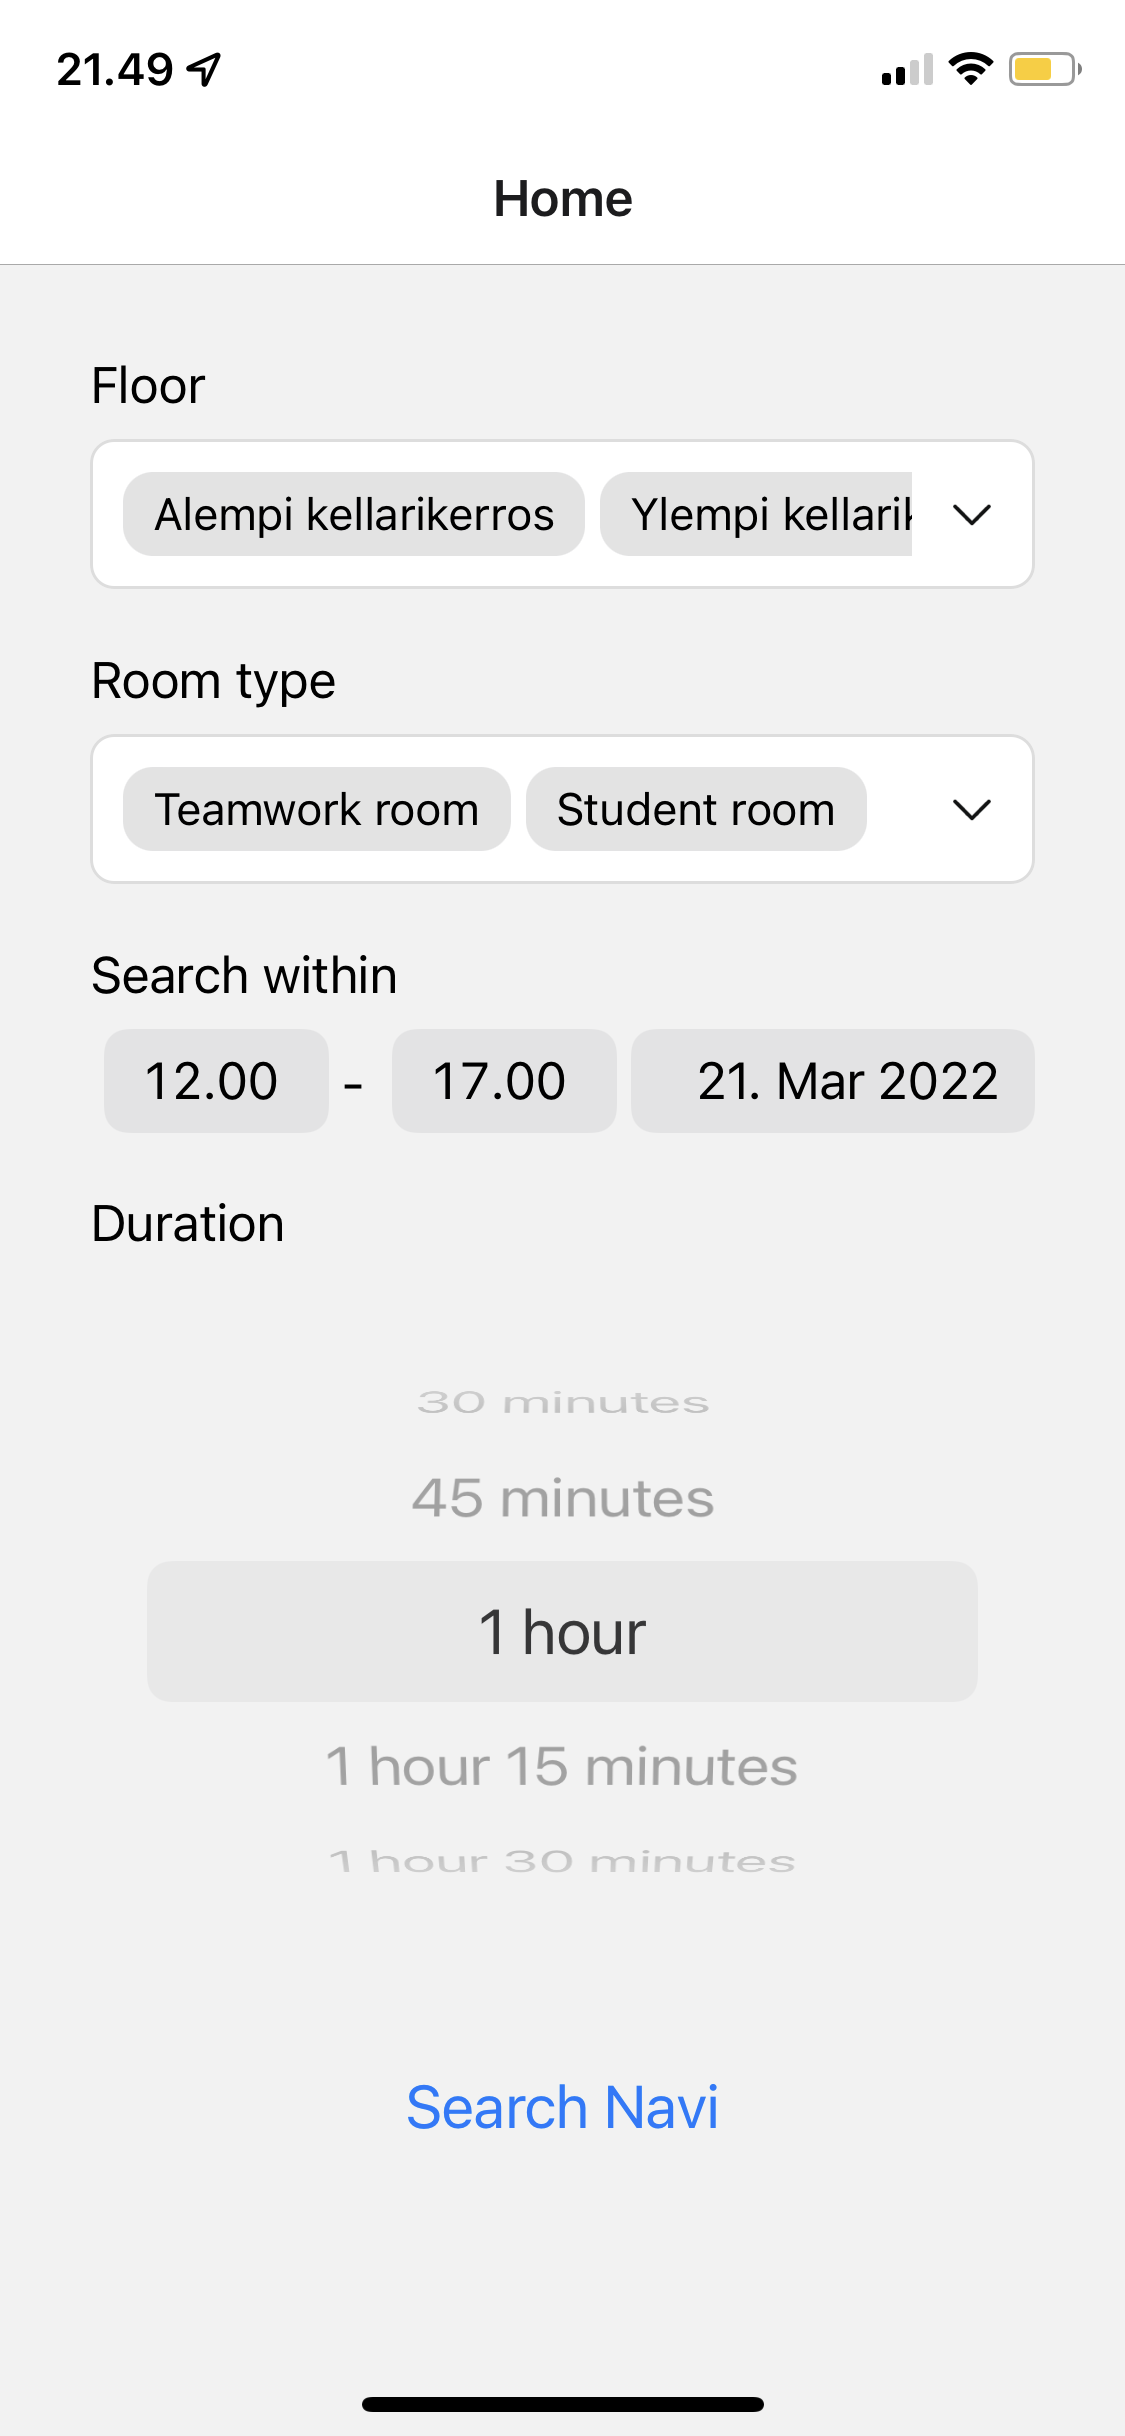 21.49
Home
Floor
Alempi kellarikerros Ylempi
Room type
Teamwork room Student room
Search within
12.00 - 17.00 21. Mar 2022
Duration
30 minutes
45 minutes
1 hour
1 hour 15 minutes
1 hour 30 minutes
Search Navi